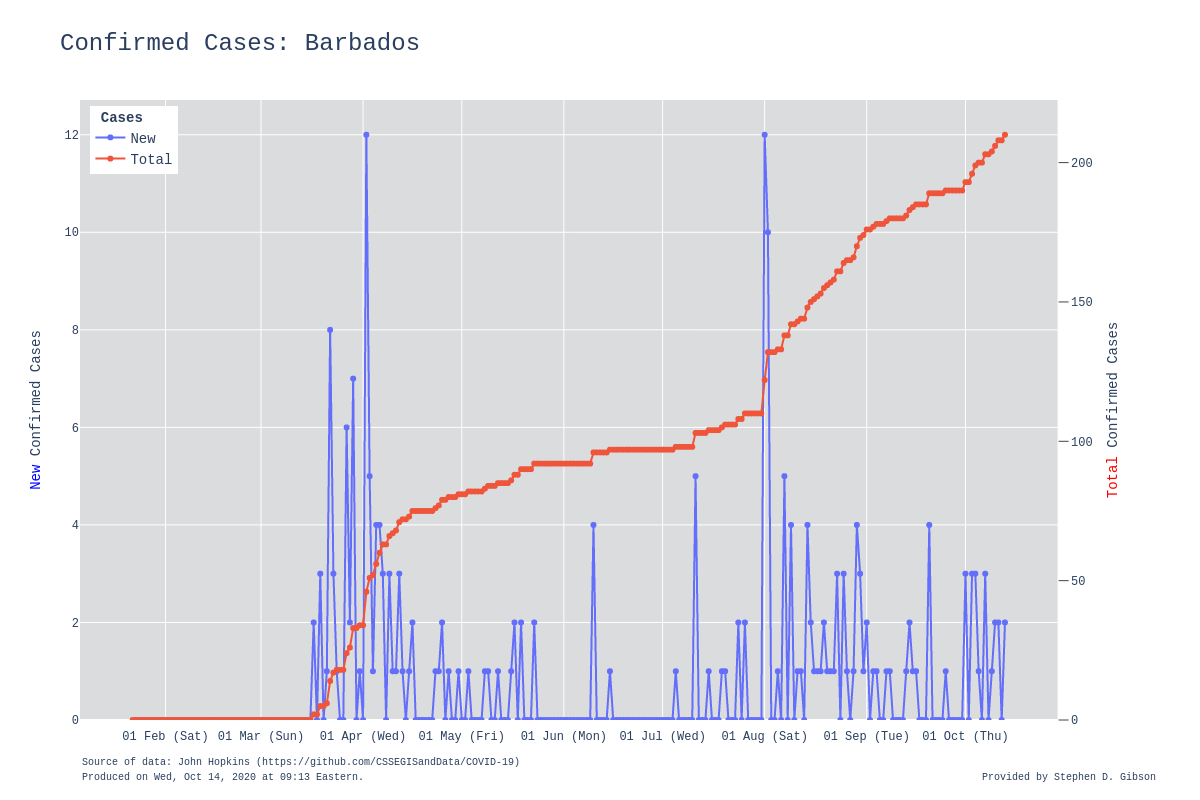 Confirmed Cases: Barbados
Cases
New
Total
12
10
8
6
4
2
0
200
150
100
50
0
New Confirmed Cases
Total Confirmed Cases
01 Feb (Sat) 01 Mar (Sun) 01 Apr (Wed) 01 May (Fri) 01 Jun (Mon) 01 Jul (Wed) 01 Aug (Sat) 01 Sep (Tue) 01 Oct (Thu)
Source of data: John Hopkins (https://github.com/CSSEGISandData/COVID-19)
Produced on Wed, Oct 14, 2020 at 09:13 Eastern.
Provided by Stephen D. Gibson